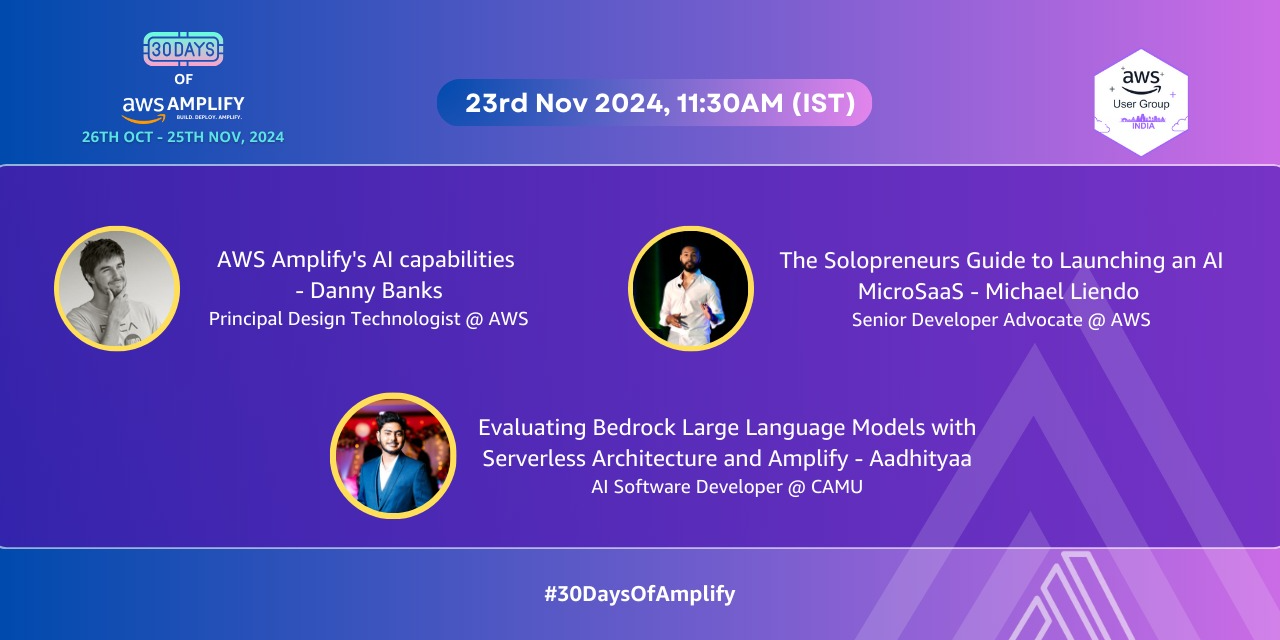 30 DAYS
OF
aws AMPLIFY
BUILD. DEPLOY. AMPLIFY.
26TH OCT - 25TH NOV, 2024
23rd Nov 2024, 11:30AM (IST)
aws
User Group
INDIA
AWS Amplify's AI capabilities
- Danny Banks
Principal Design Technologist @ AWS
The Solopreneurs Guide to Launching an AI
MicroSaaS - Michael Liendo
Senior Developer Advocate @ AWS
Evaluating Bedrock Large Language Models with
Serverless Architecture and Amplify - Aadhityaa
AI Software Developer @ CAMU
#30DaysOfAmplify